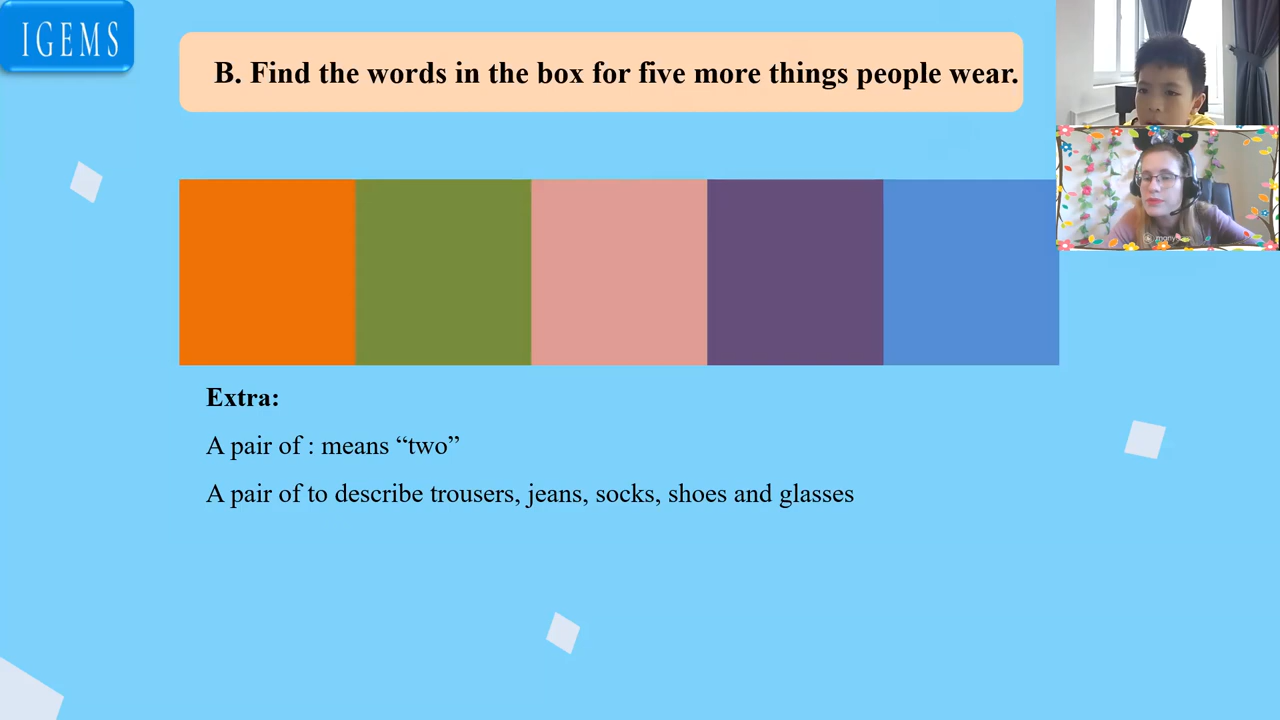 IGEMS
B. Find the words in the box for five more things people wear.
Extra:
A pair of : means “two”
A pair of to describe trousers, jeans, socks, shoes and glasses